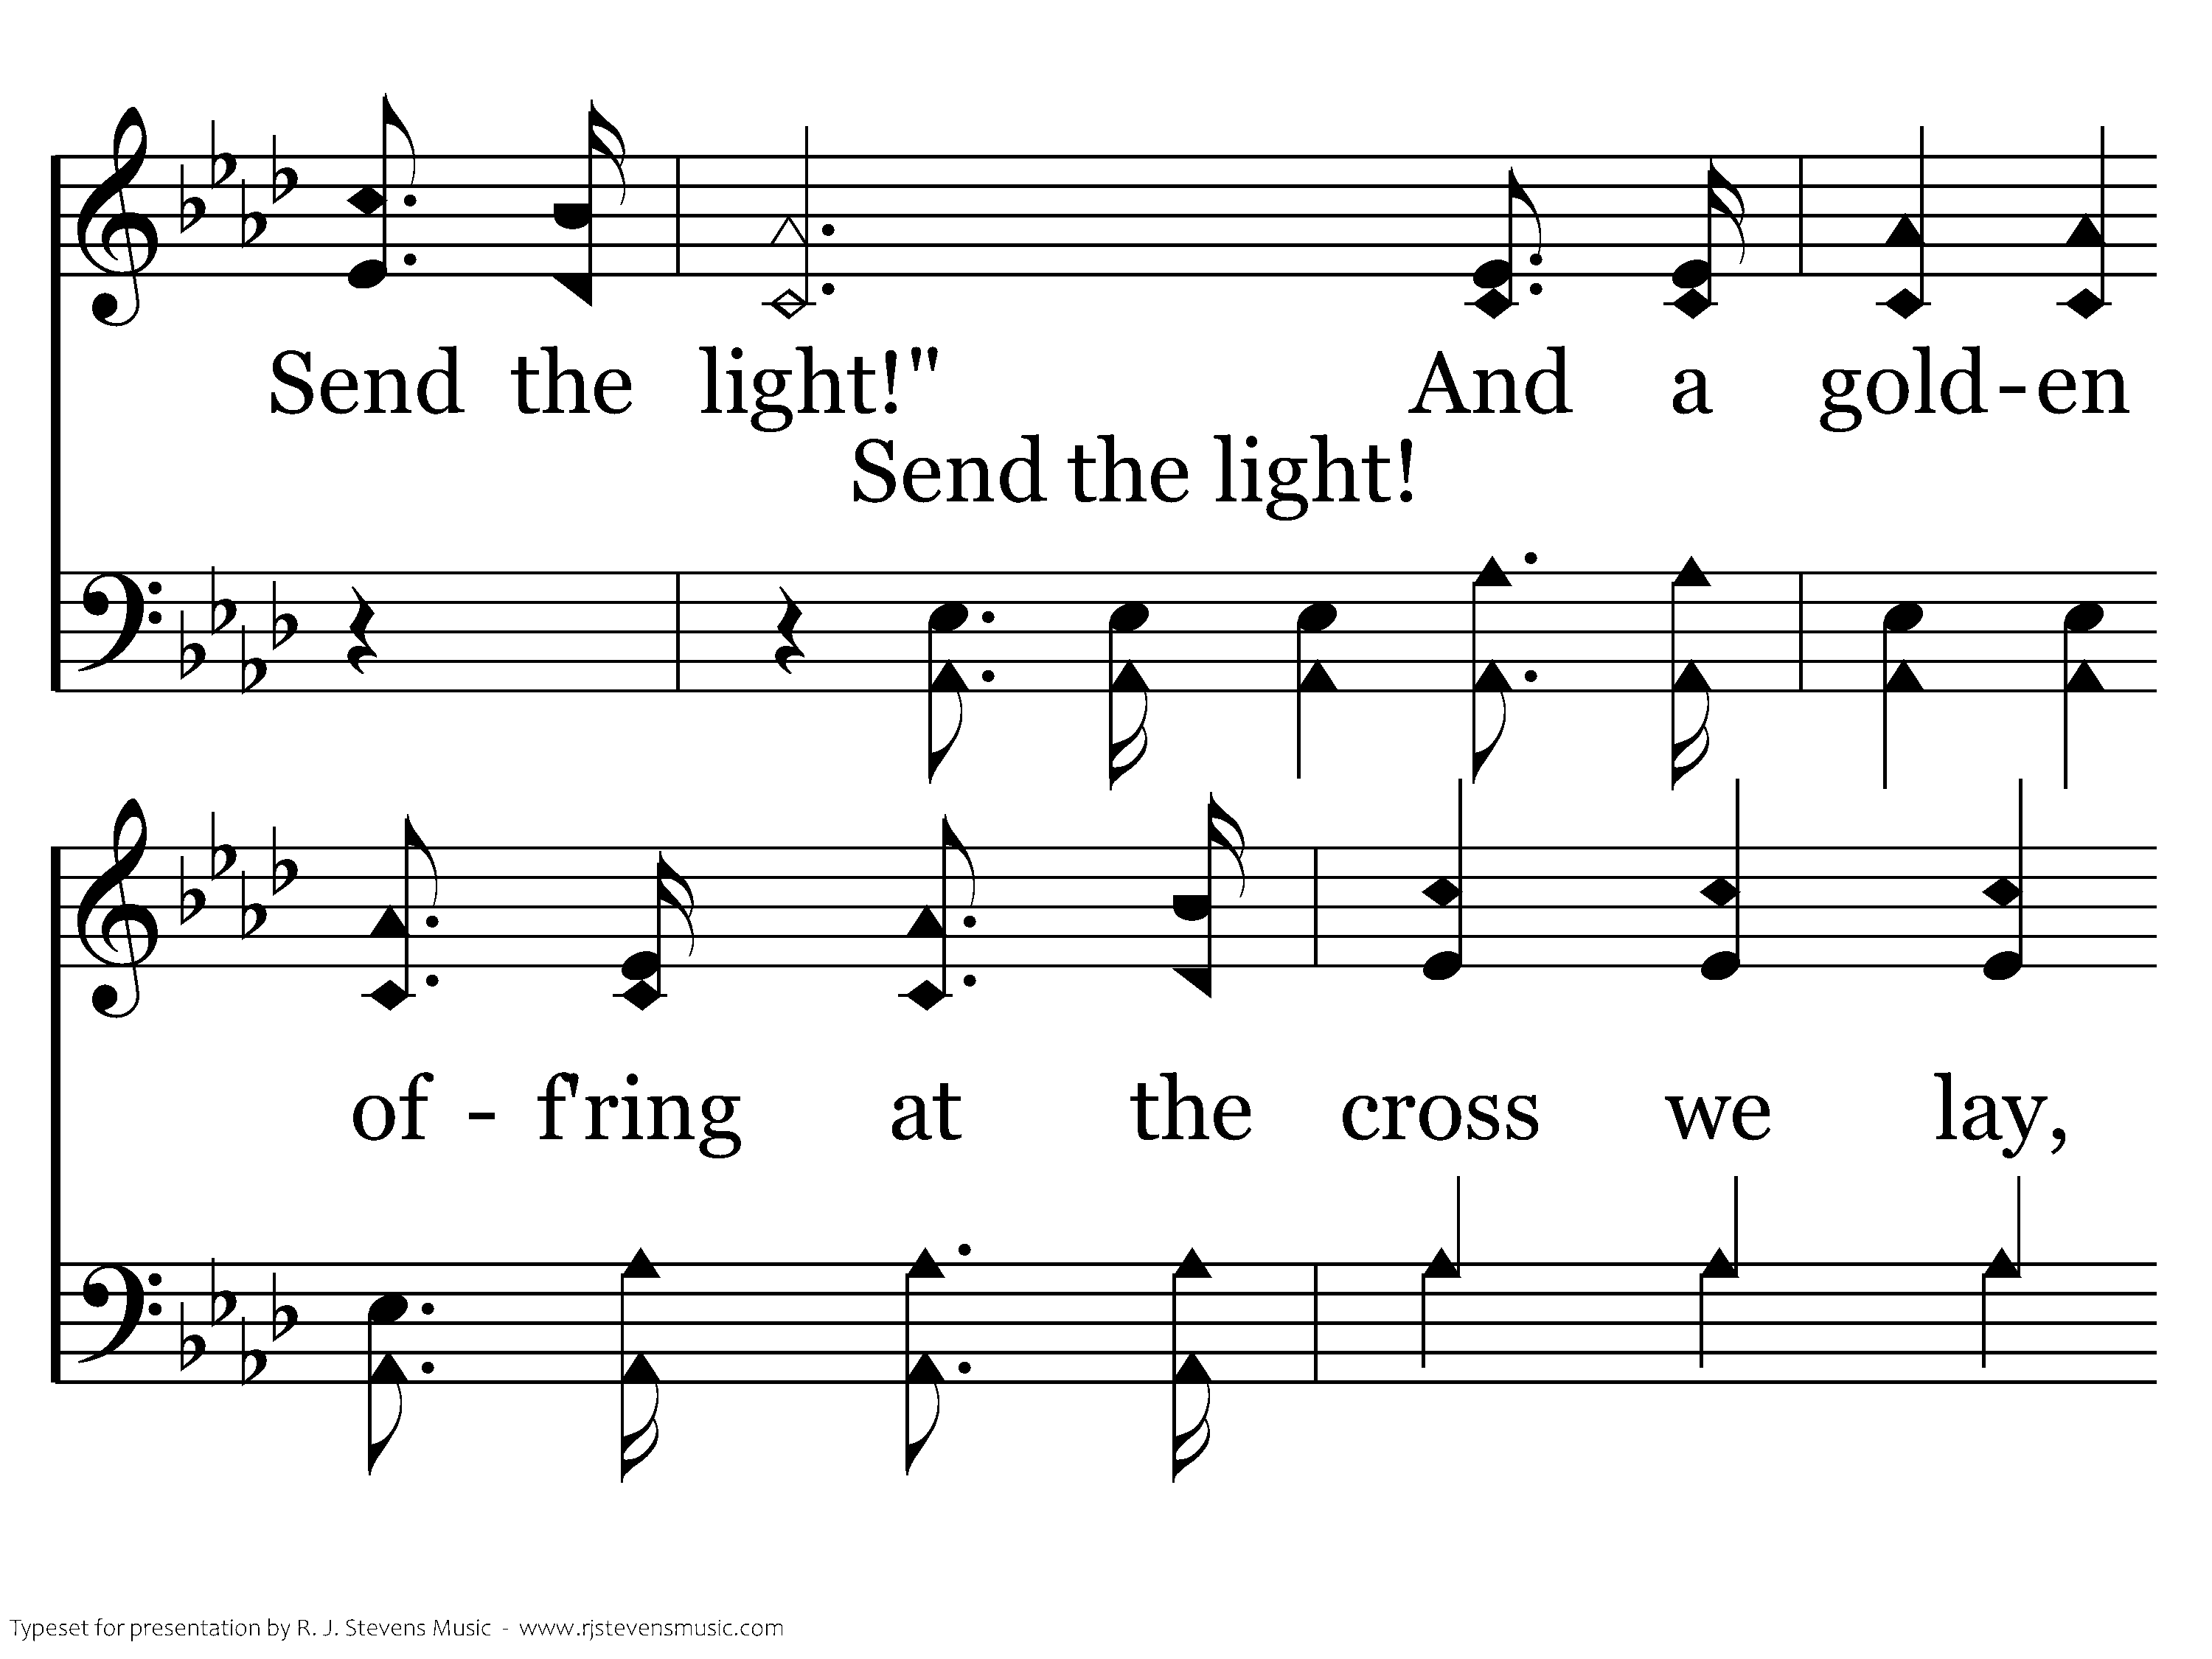 Send the light!" And a gold-en
Send the light!
of - f'ring at the cross we lay,
Typeset for presentation by R. J. Stevens Music - www.rjstevensmusic.com